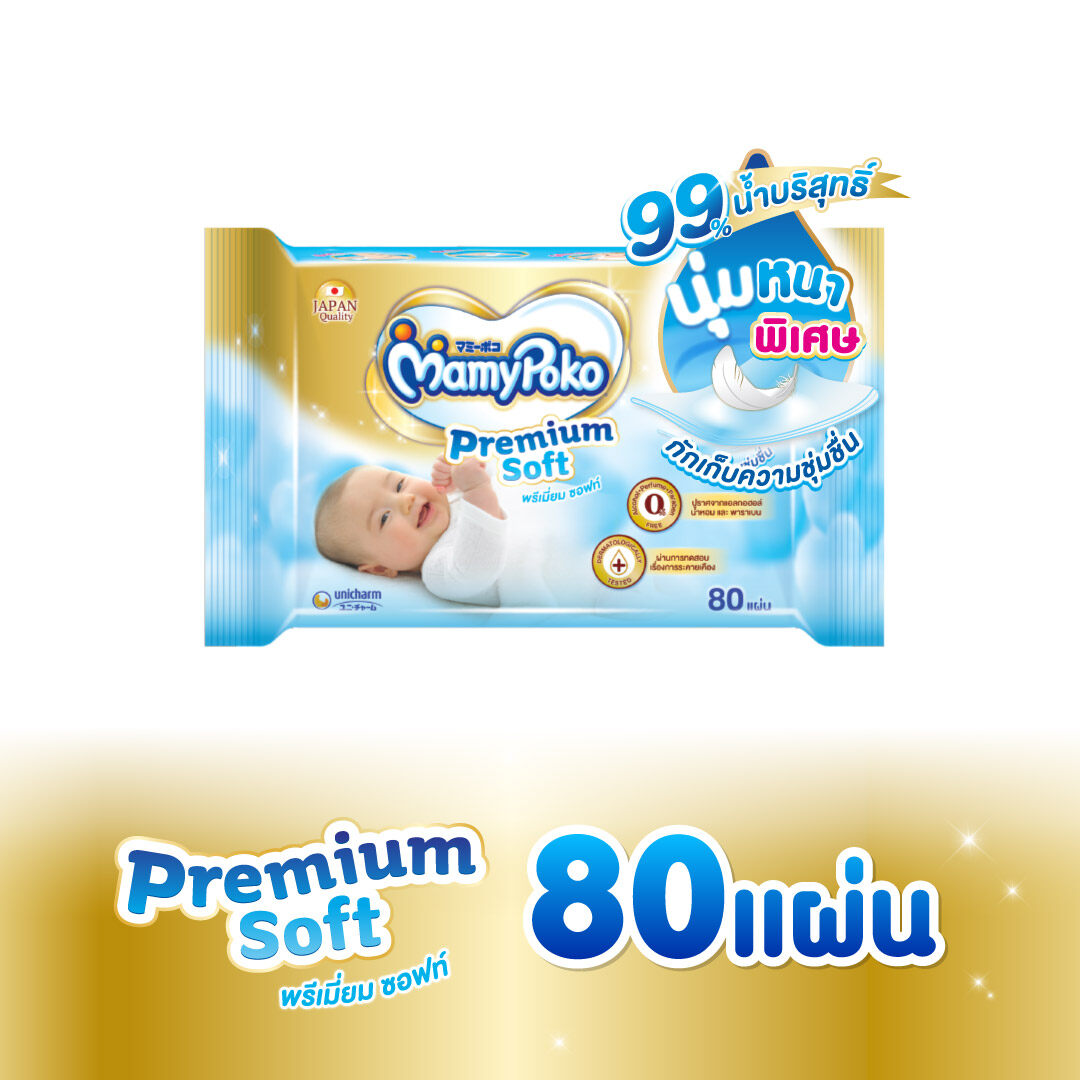 99% น้ำบริสุทธิ์
นุ่มหนา
พิเศษ
กักเก็บความชุ่มชื่น
JAPAN
Quality
マミーポコ
MamyPoko
Premium
Soft
พรีเมี่ยม ซอฟท์
Alcohol•Perfume•Paraben
0%
FREE
ปราศจากแอลกอฮอล์
น้ำหอม และ พาราเบน
DERMATOLOGICALLY
TESTED
ผ่านการทดสอบ
เรื่องการระคายเคือง
unicharm
ユニ・チャーム
80 แผ่น
Premium
Soft
พรีเมี่ยม ซอฟท์
80 แผ่น